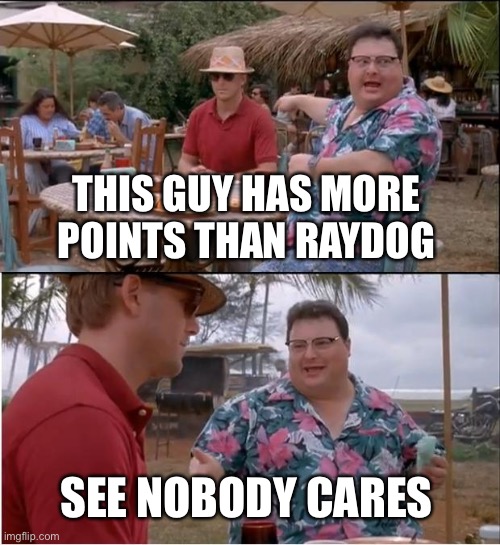 THIS GUY HAS MORE
POINTS THAN RAYDOG
SEE NOBODY CARES
imgflip.com